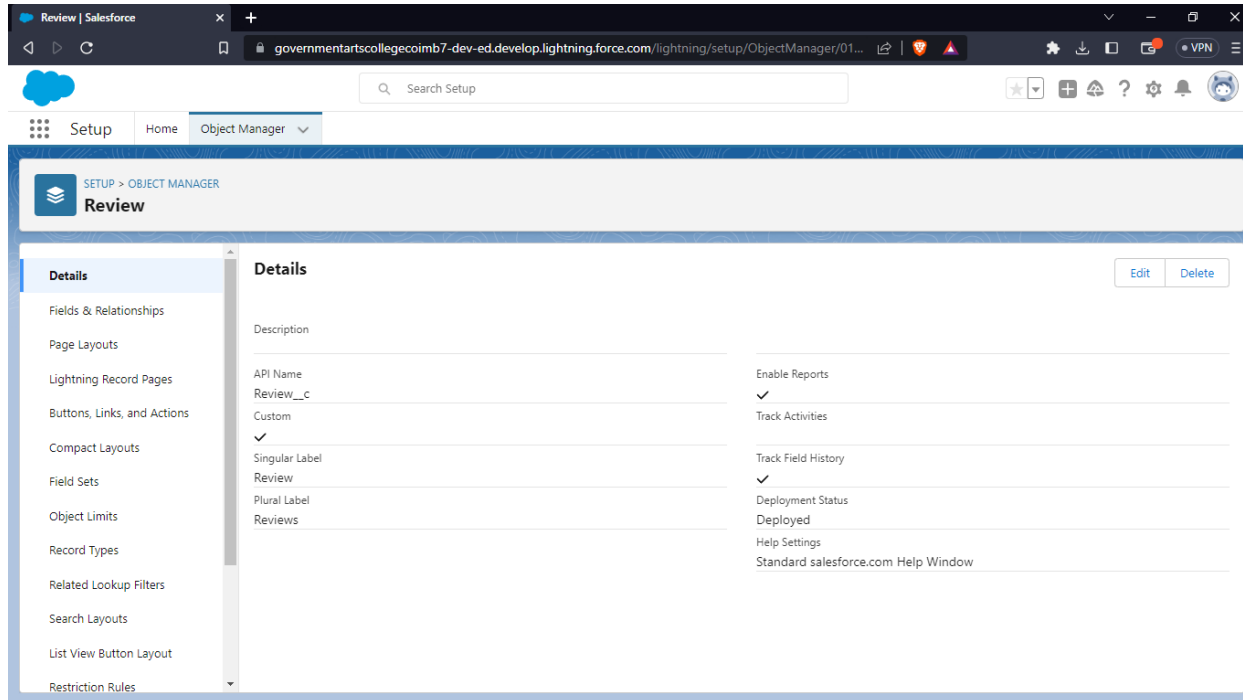 Review | Salesforce
governmentartscollegecoimb7-dev-ed.develop.lightning.force.com/lightning/setup/ObjectManager/01...
VPN
Search Setup
Setup Home Object Manager
SETUP > OBJECT MANAGER
Review
Details
Fields & Relationships
Page Layouts
Lightning Record Pages
Buttons, Links, and Actions
Compact Layouts
Field Sets
Object Limits
Record Types
Related Lookup Filters
Search Layouts
List View Button Layout
Restriction Rules
Details
Edit Delete
Description
API Name
Review__c
Custom
Singular Label
Review
Plural Label
Reviews
Enable Reports
Track Activities
Track Field History
Deployment Status
Deployed
Help Settings
Standard salesforce.com Help Window